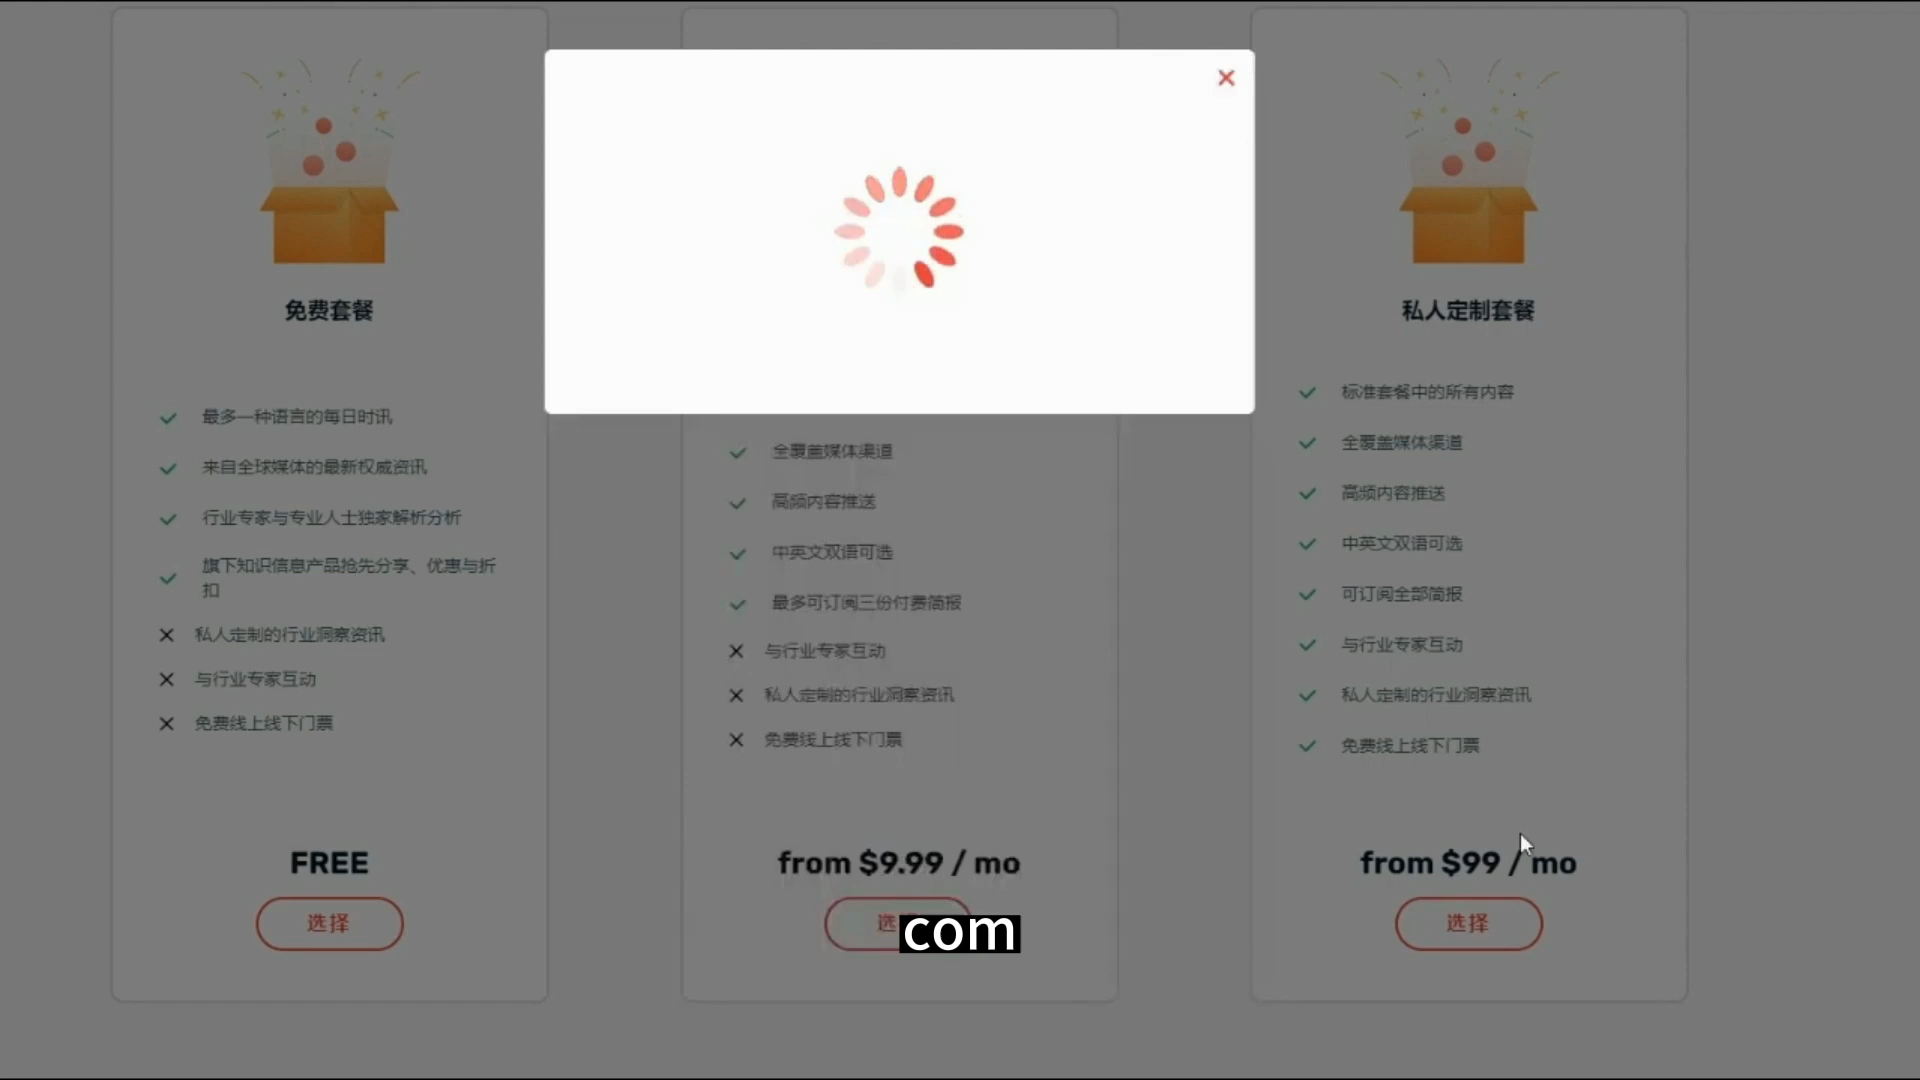 免费套餐
最多一种语言的每日时讯
来自全球媒体的最新权威资讯
行业专家与专业人士独家解析分析
旗下知识信息产品抢先分享、优惠与折
扣
私人定制的行业洞察资讯
与行业专家互动
免费线上线下门票
FREE
选择
全覆盖媒体渠道
高频内容推送
中英文双语可选
最多可订阅三份付费简报
与行业专家互动
私人定制的行业洞察资讯
免费线上线下门票
from $9.99 / mo
选
com
私人定制套餐
标准套餐中的所有内容
全覆盖媒体渠道
高频内容推送
中英文双语可选
可订阅全部简报
与行业专家互动
私人定制的行业洞察资讯
免费线上线下门票
from $99 / mo
选择